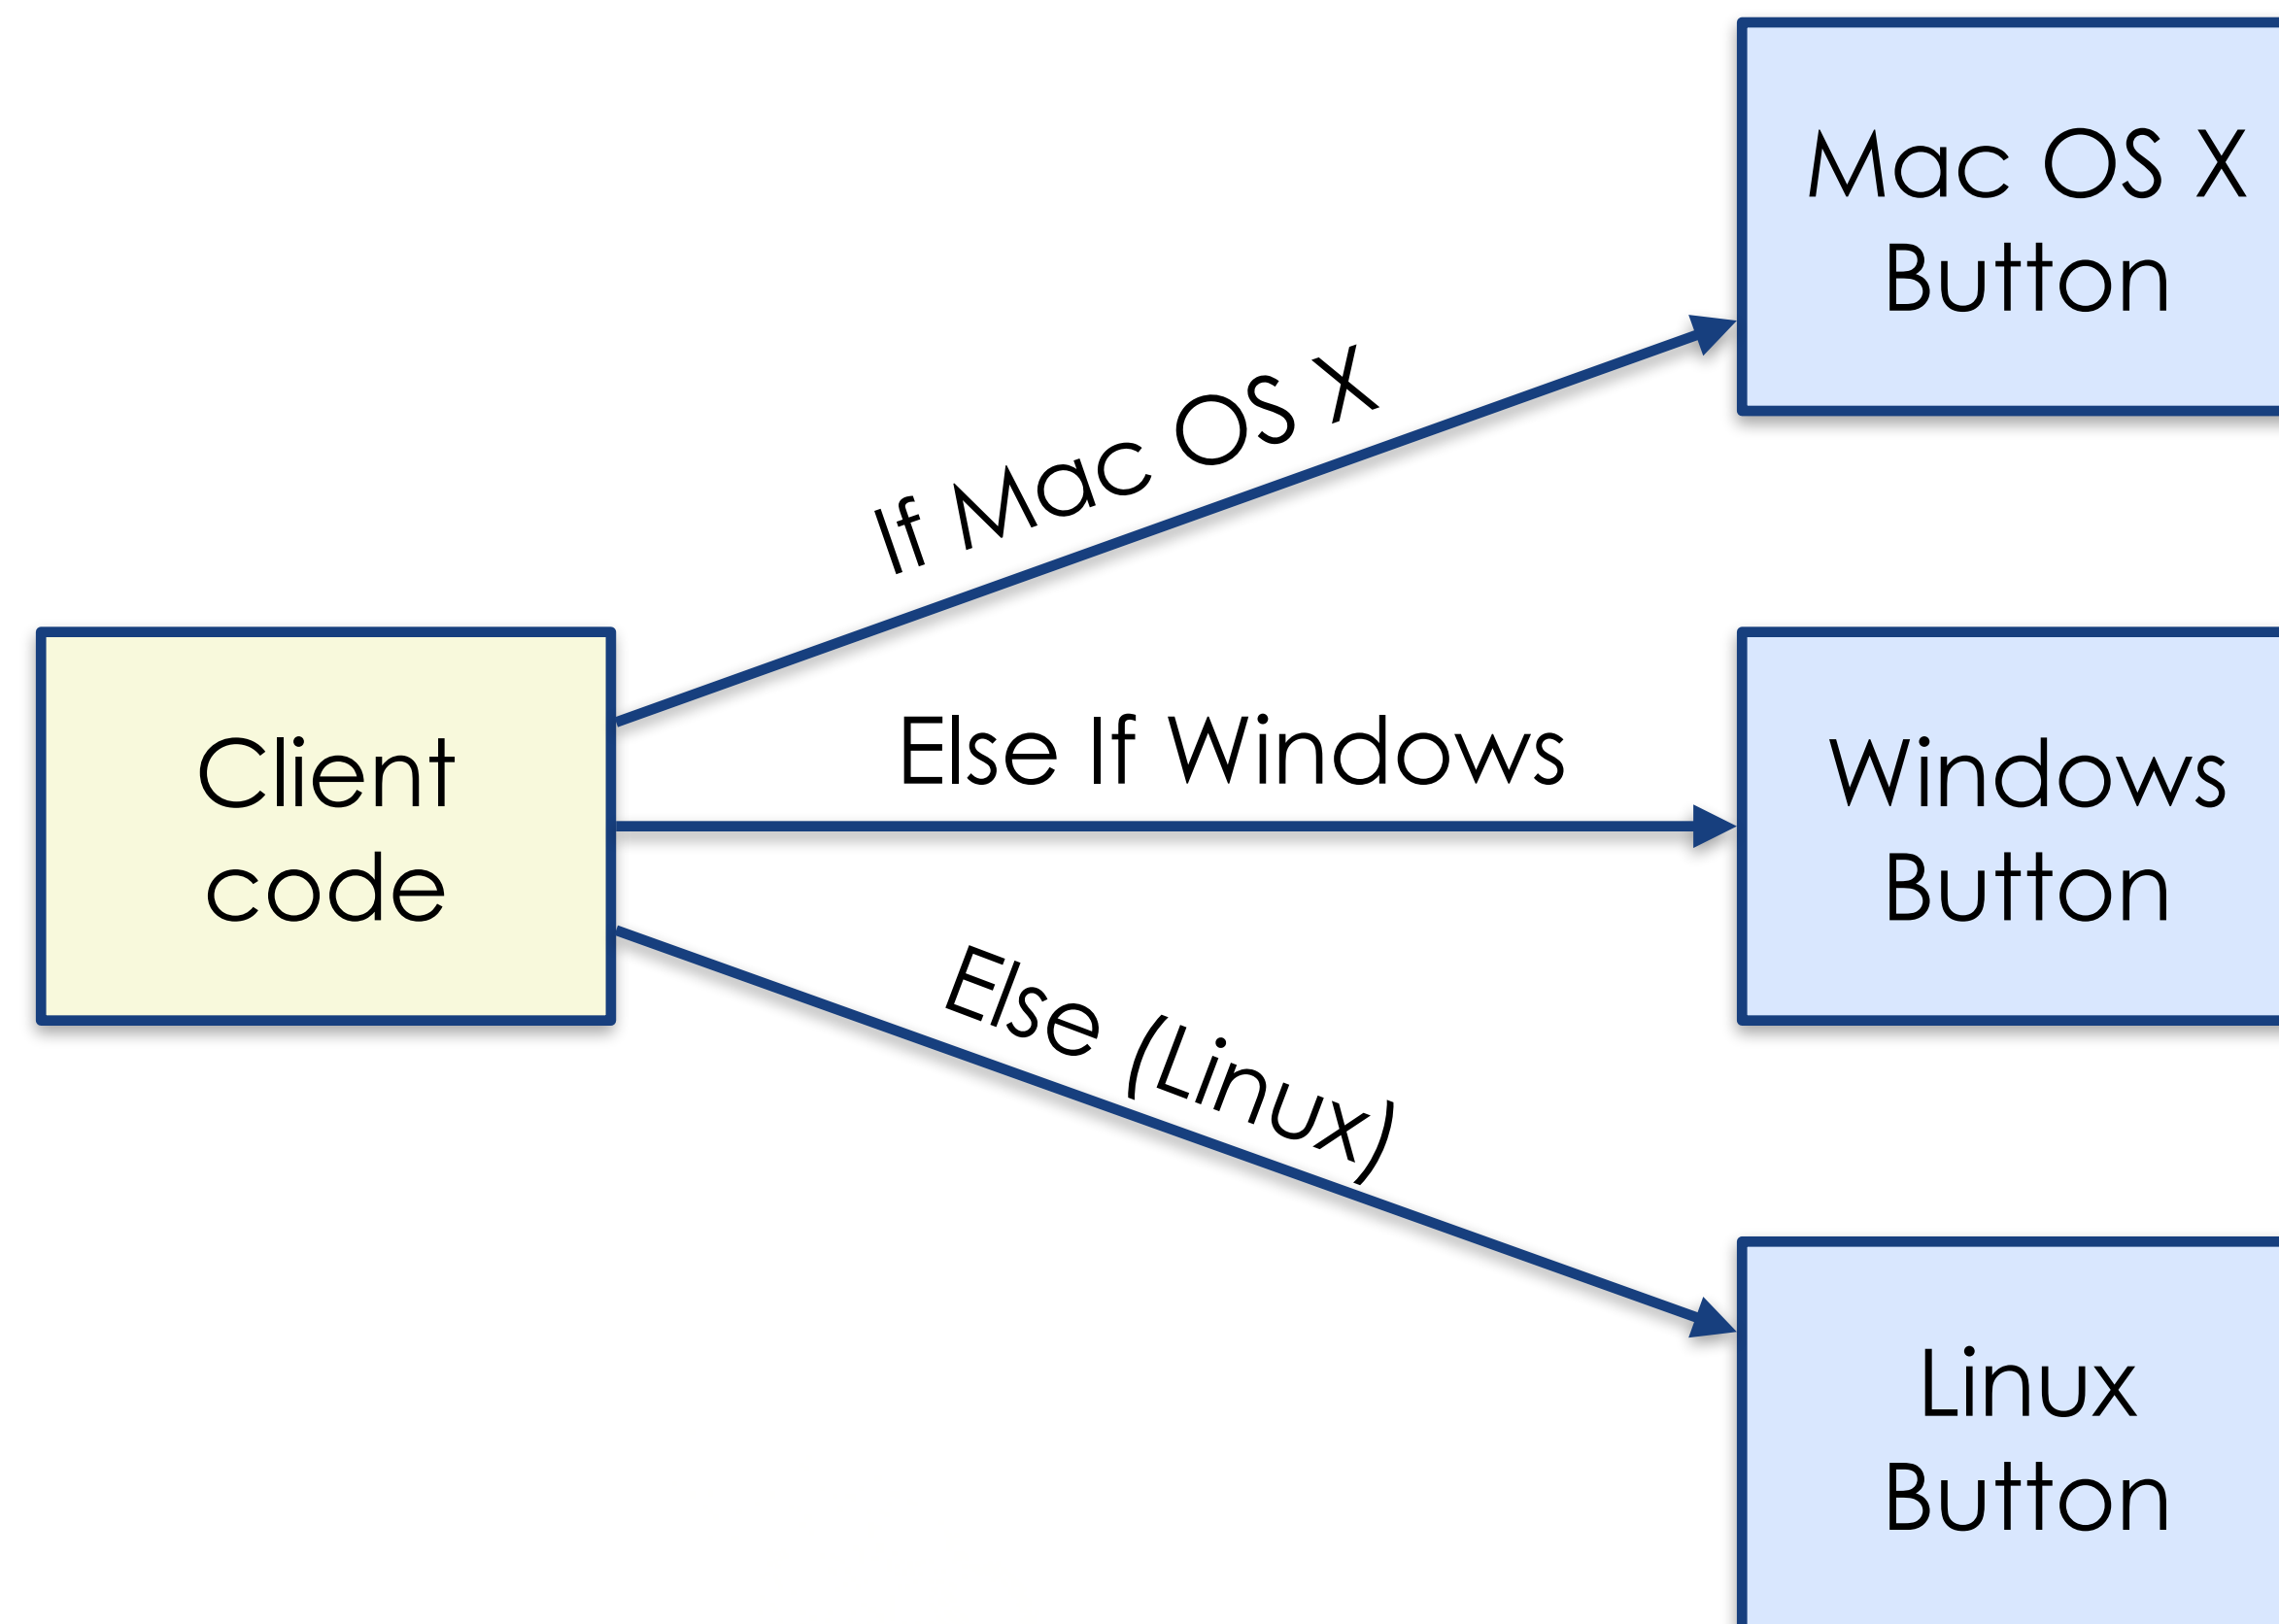 Mac OS X
Button
If Mac OS X
Client
code
Else If Windows
Windows
Button
Else (Linux)
Linux
Button